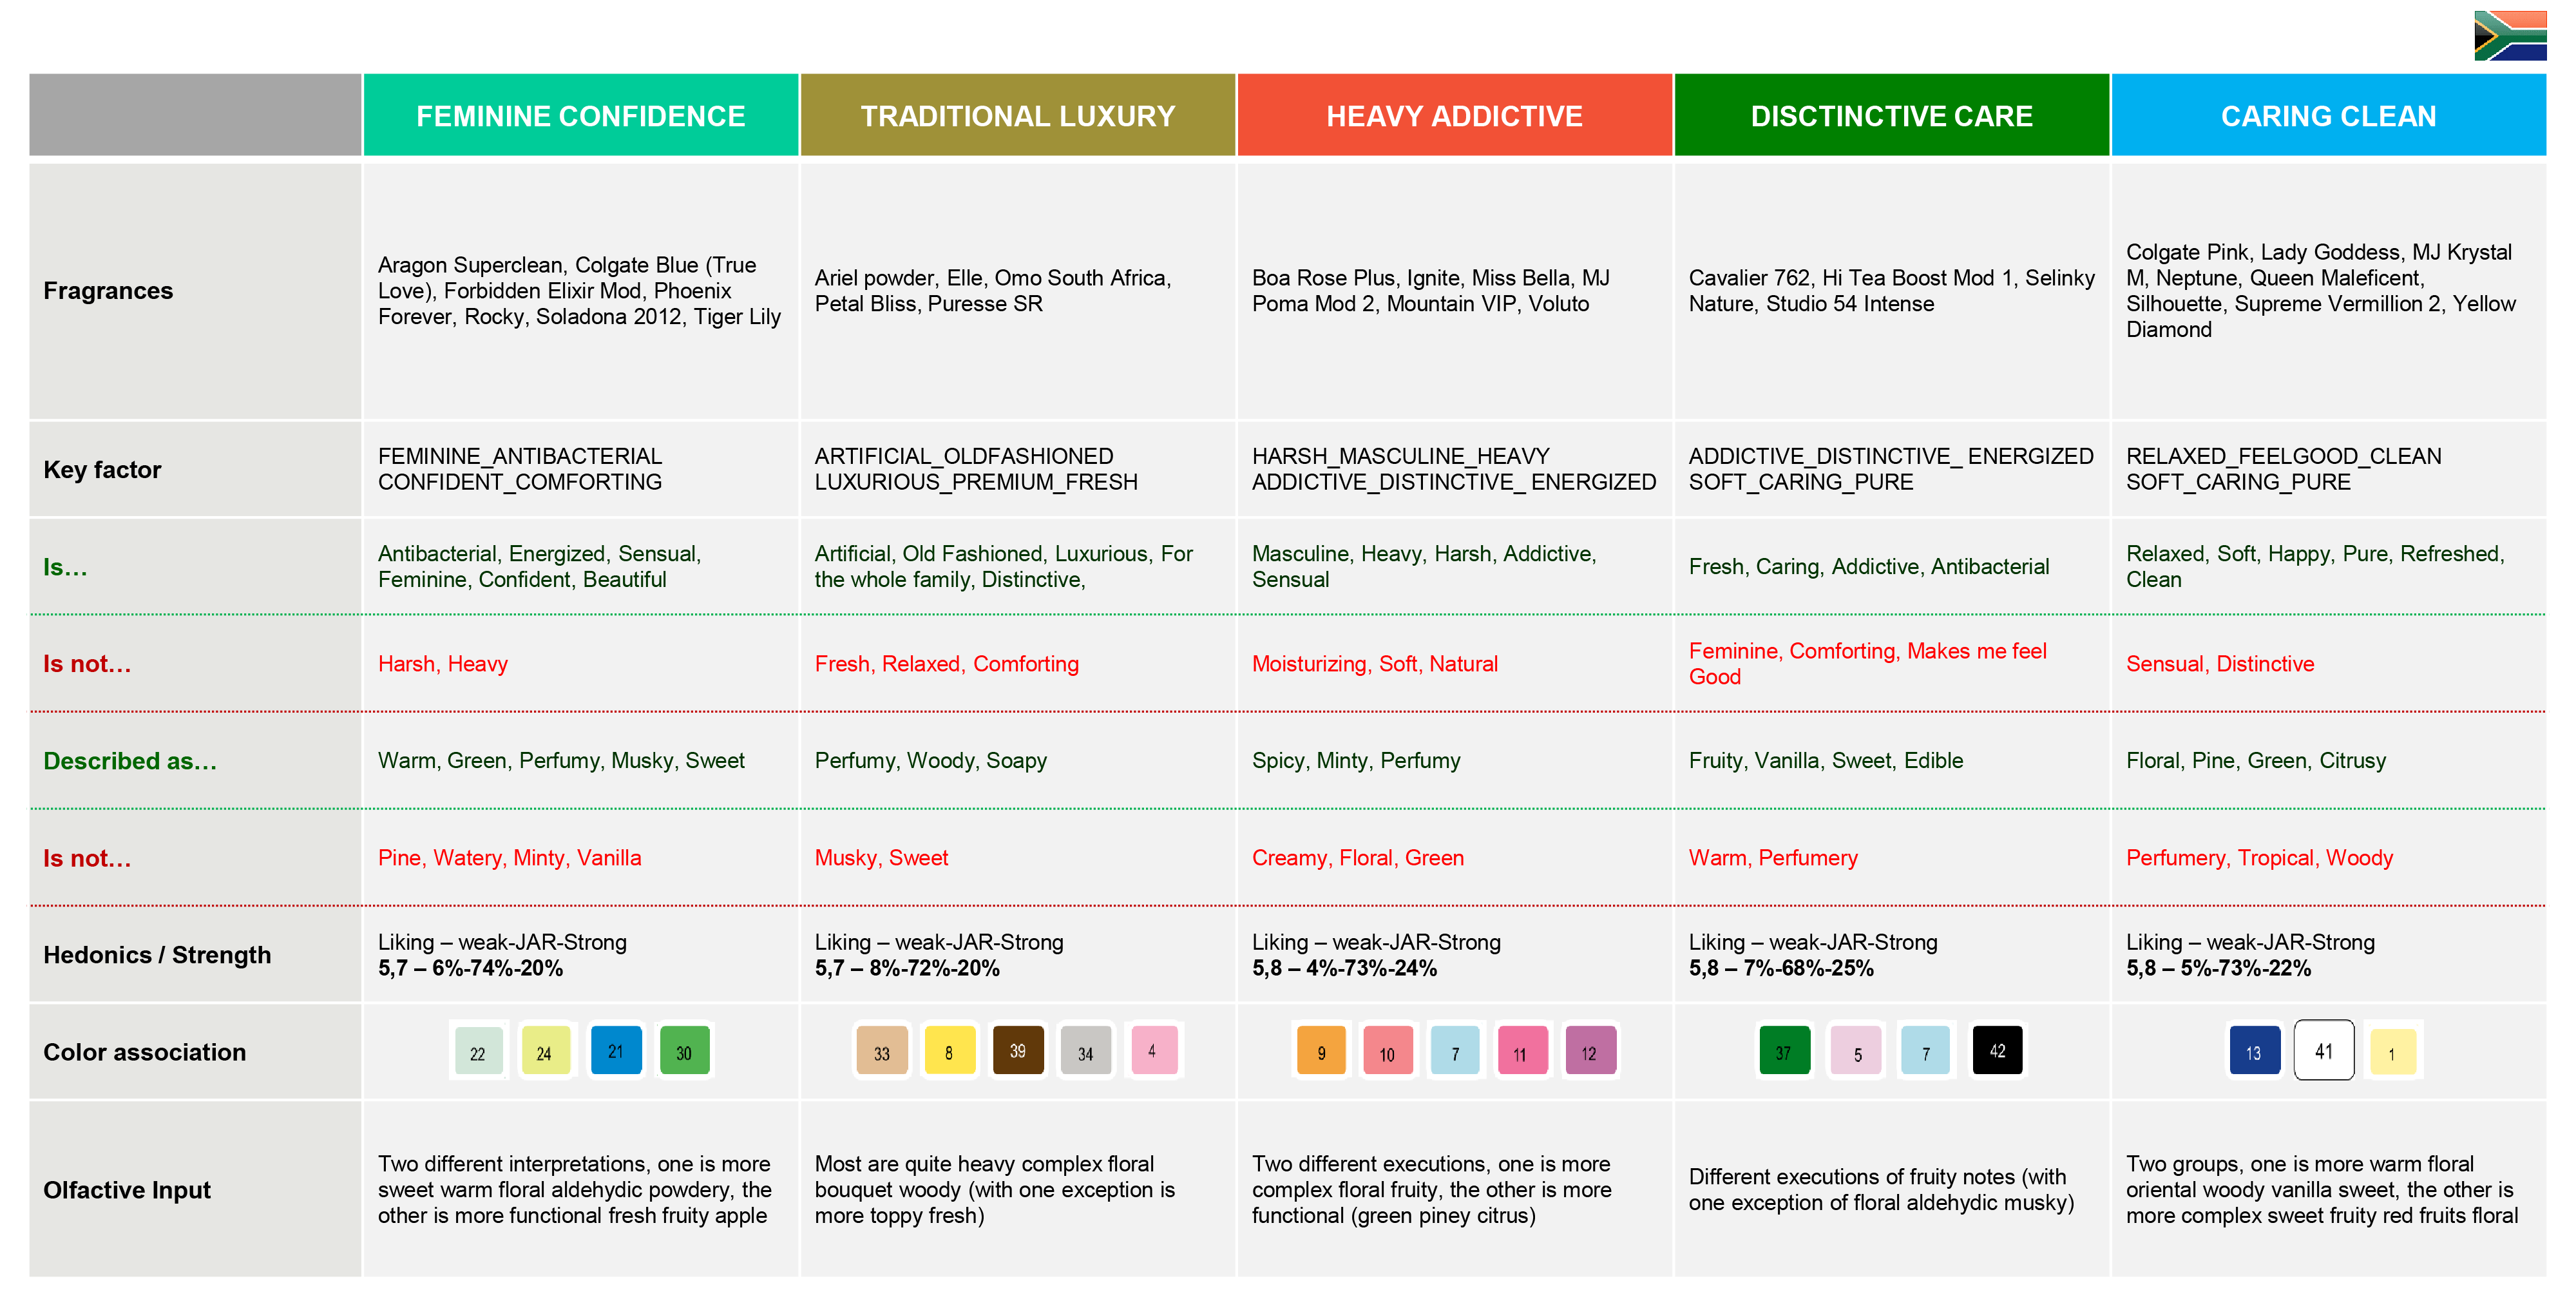 FEMININE CONFIDENCE
TRADITIONAL LUXURY
HEAVY ADDICTIVE
DISCTINCTIVE CARE
CARING CLEAN
Fragrances
Aragon Superclean, Colgate Blue (True
Love), Forbidden Elixir Mod, Phoenix
Forever, Rocky, Soladona 2012, Tiger Lily
Ariel powder, Elle, Omo South Africa,
Petal Bliss, Puresse SR
Boa Rose Plus, Ignite, Miss Bella, MJ
Poma Mod 2, Mountain VIP, Voluto
Cavalier 762, Hi Tea Boost Mod 1, Selinky
Nature, Studio 54 Intense
Colgate Pink, Lady Goddess, MJ Krystal
M, Neptune, Queen Maleficent,
Silhouette, Supreme Vermillion 2, Yellow
Diamond
Key factor
FEMININE_ANTIBACTERIAL
CONFIDENT_COMFORTING
ARTIFICIAL_OLDFASHIONED
LUXURIOUS_PREMIUM_FRESH
HARSH_MASCULINE_HEAVY
ADDICTIVE_DISTINCTIVE_ ENERGIZED
ADDICTIVE_DISTINCTIVE_ ENERGIZED
SOFT_CARING_PURE
RELAXED_FEELGOOD_CLEAN
SOFT_CARING_PURE
Is…
Antibacterial, Energized, Sensual,
Feminine, Confident, Beautiful
Artificial, Old Fashioned, Luxurious, For
the whole family, Distinctive,
Masculine, Heavy, Harsh, Addictive,
Sensual
Fresh, Caring, Addictive, Antibacterial
Relaxed, Soft, Happy, Pure, Refreshed,
Clean
Is not…
Harsh, Heavy
Fresh, Relaxed, Comforting
Moisturizing, Soft, Natural
Feminine, Comforting, Makes me feel
Good
Sensual, Distinctive
Described as…
Warm, Green, Perfumy, Musky, Sweet
Perfumy, Woody, Soapy
Spicy, Minty, Perfumy
Fruity, Vanilla, Sweet, Edible
Floral, Pine, Green, Citrusy
Is not…
Pine, Watery, Minty, Vanilla
Musky, Sweet
Creamy, Floral, Green
Warm, Perfumery
Perfumery, Tropical, Woody
Hedonics / Strength
Liking – weak-JAR-Strong
5,7 – 6%-74%-20%
Liking – weak-JAR-Strong
5,7 – 8%-72%-20%
Liking – weak-JAR-Strong
5,8 – 4%-73%-24%
Liking – weak-JAR-Strong
5,8 – 7%-68%-25%
Liking – weak-JAR-Strong
5,8 – 5%-73%-22%
Color association
22 24 21 30
33 8 39 34 4
9 10 7 11 12
37 5 7 42
13 41 1
Olfactive Input
Two different interpretations, one is more
sweet warm floral aldehydic powdery, the
other is more functional fresh fruity apple
Most are quite heavy complex floral
bouquet woody (with one exception is
more toppy fresh)
Two different executions, one is more
complex floral fruity, the other is more
functional (green piney citrus)
Different executions of fruity notes (with
one exception of floral aldehydic musky)
Two groups, one is more warm floral
oriental woody vanilla sweet, the other is
more complex sweet fruity red fruits floral